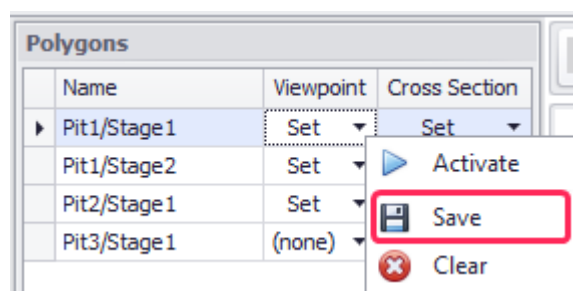 Polygons
Name Viewpoint Cross Section
Pit1/Stage1 Set Set
Pit1/Stage2 Set
Pit2/Stage1 Set
Pit3/Stage1 (none)
Activate
Save
Clear